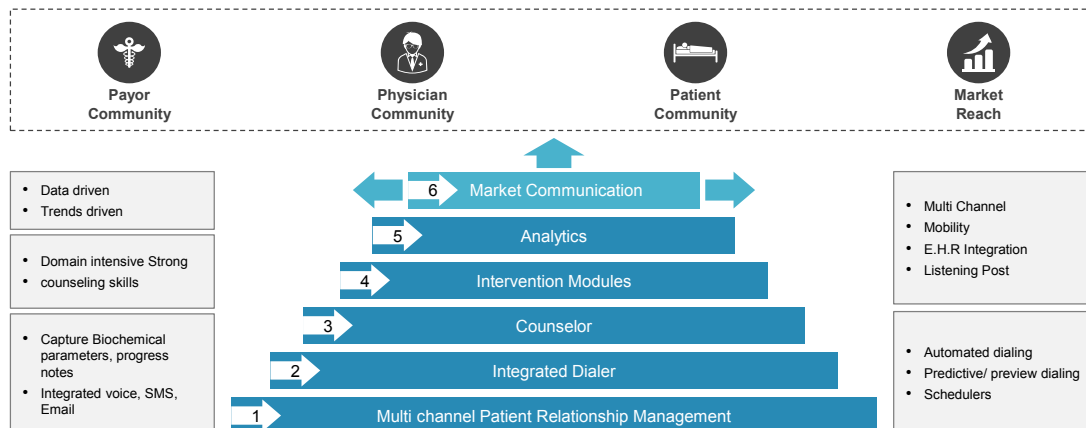 Payor
Community
Physician
Community
Patient
Community
Market
Reach
• Data driven
• Trends driven
• Domain intensive Strong
• counseling skills
• Capture Biochemical
parameters, progress
notes
• Integrated voice, SMS,
Email
6 Market Communication
5 Analytics
4 Intervention Modules
3 Counselor
2 Integrated Dialer
1 Multi channel Patient Relationship Management
• Multi Channel
• Mobility
• E.H.R Integration
• Listening Post
• Automated dialing
• Predictive/ preview dialing
• Schedulers